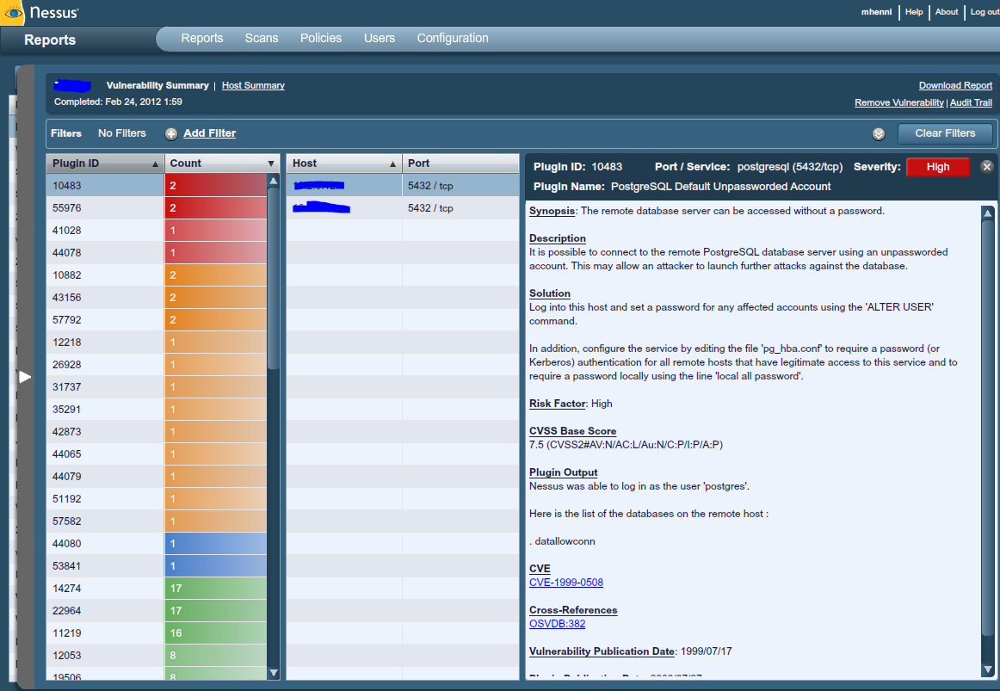 Nessus
mhenni | Help | About | Log out
Reports
Reports Scans Policies Users Configuration
Vulnerability Summary | Host Summary
Download Report
Completed: Feb 24, 2012 1:59
Remove Vulnerability | Audit Trail
Filters No Filters Add Filter
Clear Filters
Plugin ID Count
10483 2
55976 2
41028 1
44078 1
10882 2
43156 2
57792 2
12218 1
26928 1
31737 1
35291 1
42873 1
44065 1
44079 1
51192 1
57582 1
44080 1
53841 1
14274 17
22964 17
11219 16
12053 8
19506 8
Host Port
5432 / tcp
5432 / tcp
Plugin ID: 10483 Port / Service: postgresql (5432/tcp) Severity: High
Plugin Name: PostgreSQL Default Unpassworded Account
Synopsis: The remote database server can be accessed without a password.
Description
It is possible to connect to the remote PostgreSQL database server using an unpassworded
account. This may allow an attacker to launch further attacks against the database.
Solution
Log into this host and set a password for any affected accounts using the 'ALTER USER'
command.
In addition, configure the service by editing the file 'pg_hba.conf' to require a password (or
Kerberos) authentication for all remote hosts that have legitimate access to this service and to
require a password locally using the line 'local all password'.
Risk Factor: High
CVSS Base Score
7.5 (CVSS2#AV:N/AC:L/Au:N/C:P/I:P/A:P)
Plugin Output
Nessus was able to log in as the user 'postgres'.
Here is the list of the databases on the remote host :
. datallowconn
CVE
CVE-1999-0508
Cross-References
OSVDB:382
Vulnerability Publication Date: 1999/07/17